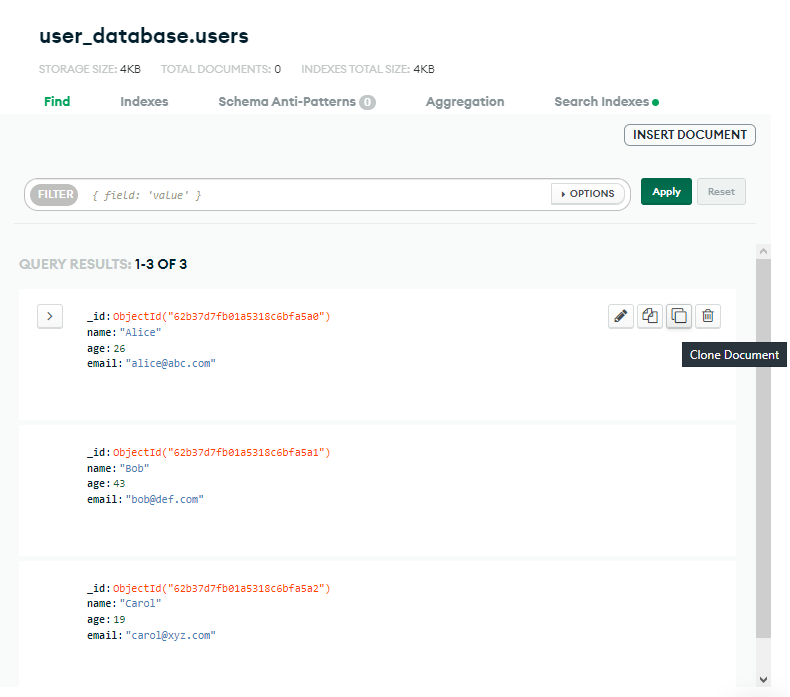 user_database.users
STORAGE SIZE: 4KB TOTAL DOCUMENTS: 0 INDEXES TOTAL SIZE: 4KB
Find Indexes Schema Anti-Patterns 0 Aggregation Search Indexes
INSERT DOCUMENT
FILTER { field: 'value' } OPTIONS Apply Reset
QUERY RESULTS: 1-3 OF 3
_id: ObjectId("62b37d7fb01a5318c6bfa5a0")
name: "Alice"
age: 26
email: "alice@abc.com"
Clone Document
_id: ObjectId("62b37d7fb01a5318c6bfa5a1")
name: "Bob"
age: 43
email: "bob@def.com"
_id: ObjectId("62b37d7fb01a5318c6bfa5a2")
name: "Carol"
age: 19
email: "carol@xyz.com"